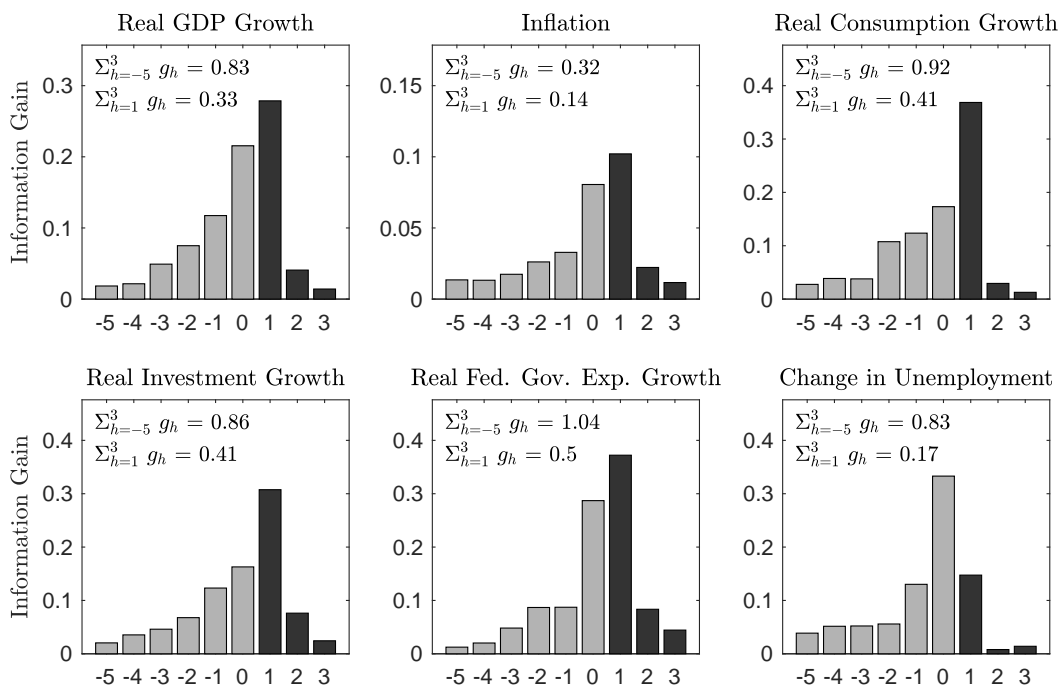 Real GDP Growth
Σ³ₕ₌₋₅ gₕ = 0.83
Σ³ₕ₌₁ gₕ = 0.33
Information Gain
0.3
0.2
0.1
0
-5 -4 -3 -2 -1 0 1 2 3
Inflation
Σ³ₕ₌₋₅ gₕ = 0.32
Σ³ₕ₌₁ gₕ = 0.14
0.15
0.1
0.05
0
-5 -4 -3 -2 -1 0 1 2 3
Real Consumption Growth
Σ³ₕ₌₋₅ gₕ = 0.92
Σ³ₕ₌₁ gₕ = 0.41
0.4
0.3
0.2
0.1
0
-5 -4 -3 -2 -1 0 1 2 3
Real Investment Growth
Σ³ₕ₌₋₅ gₕ = 0.86
Σ³ₕ₌₁ gₕ = 0.41
Information Gain
0.4
0.3
0.2
0.1
0
-5 -4 -3 -2 -1 0 1 2 3
Real Fed. Gov. Exp. Growth
Σ³ₕ₌₋₅ gₕ = 1.04
Σ³ₕ₌₁ gₕ = 0.5
0.4
0.3
0.2
0.1
0
-5 -4 -3 -2 -1 0 1 2 3
Change in Unemployment
Σ³ₕ₌₋₅ gₕ = 0.83
Σ³ₕ₌₁ gₕ = 0.17
0.4
0.3
0.2
0.1
0
-5 -4 -3 -2 -1 0 1 2 3